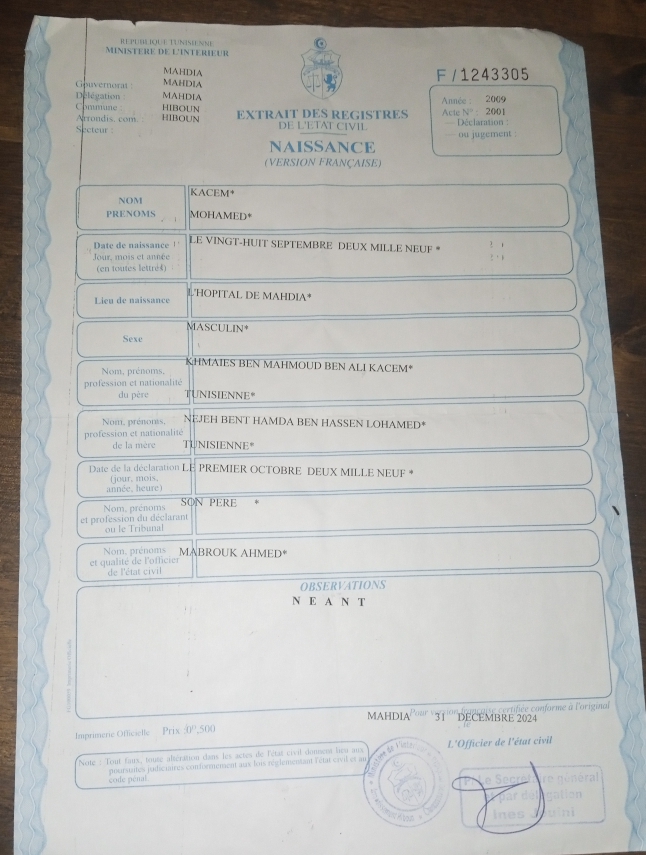 REPUBLIQUE TUNISIENNE
MINISTERE DE L'INTERIEUR
F/1243305
MAHDIA
Gouvernorat : MAHDIA
Délégation : MAHDIA
Commune : HIBOUN
Arrondis. com. : HIBOUN
Secteur :
Année : 2009
Acte N° : 2001
— Déclaration :
— ou jugement :
EXTRAIT DES REGISTRES
DE L'ETAT CIVIL
NAISSANCE
(VERSION FRANÇAISE)
NOM KACEM*
PRENOMS MOHAMED*
Date de naissance LE VINGT-HUIT SEPTEMBRE DEUX MILLE NEUF *
Jour, mois et année
(en toutes lettres)
Lieu de naissance L'HOPITAL DE MAHDIA*
Sexe MASCULIN*
Nom, prénoms, KHMAIES BEN MAHMOUD BEN ALI KACEM*
profession et nationalité
du père TUNISIENNE*
Nom, prénoms, NEJEH BENT HAMDA BEN HASSEN LOHAMED*
profession et nationalité
de la mère TUNISIENNE*
Date de la déclaration LE PREMIER OCTOBRE DEUX MILLE NEUF *
(jour, mois,
année, heure)
Nom, prénoms SON PERE *
et profession du déclarant
ou le Tribunal
Nom, prénoms MABROUK AHMED*
et qualité de l'officier
de l'état civil
OBSERVATIONS
NEANT
Pour version française certifiée conforme à l'original
MAHDIA le 31 DECEMBRE 2024
Imprimerie Officielle Prix : 0D,500
L'Officier de l'état civil
Note : Tout faux, toute altération dans les actes de l'état civil donnent lieu aux
poursuites judiciaires conformément aux lois réglementant l'état civil et au
code pénal.
P/ Le Secrétaire général
et par délégation
Ines Jouini